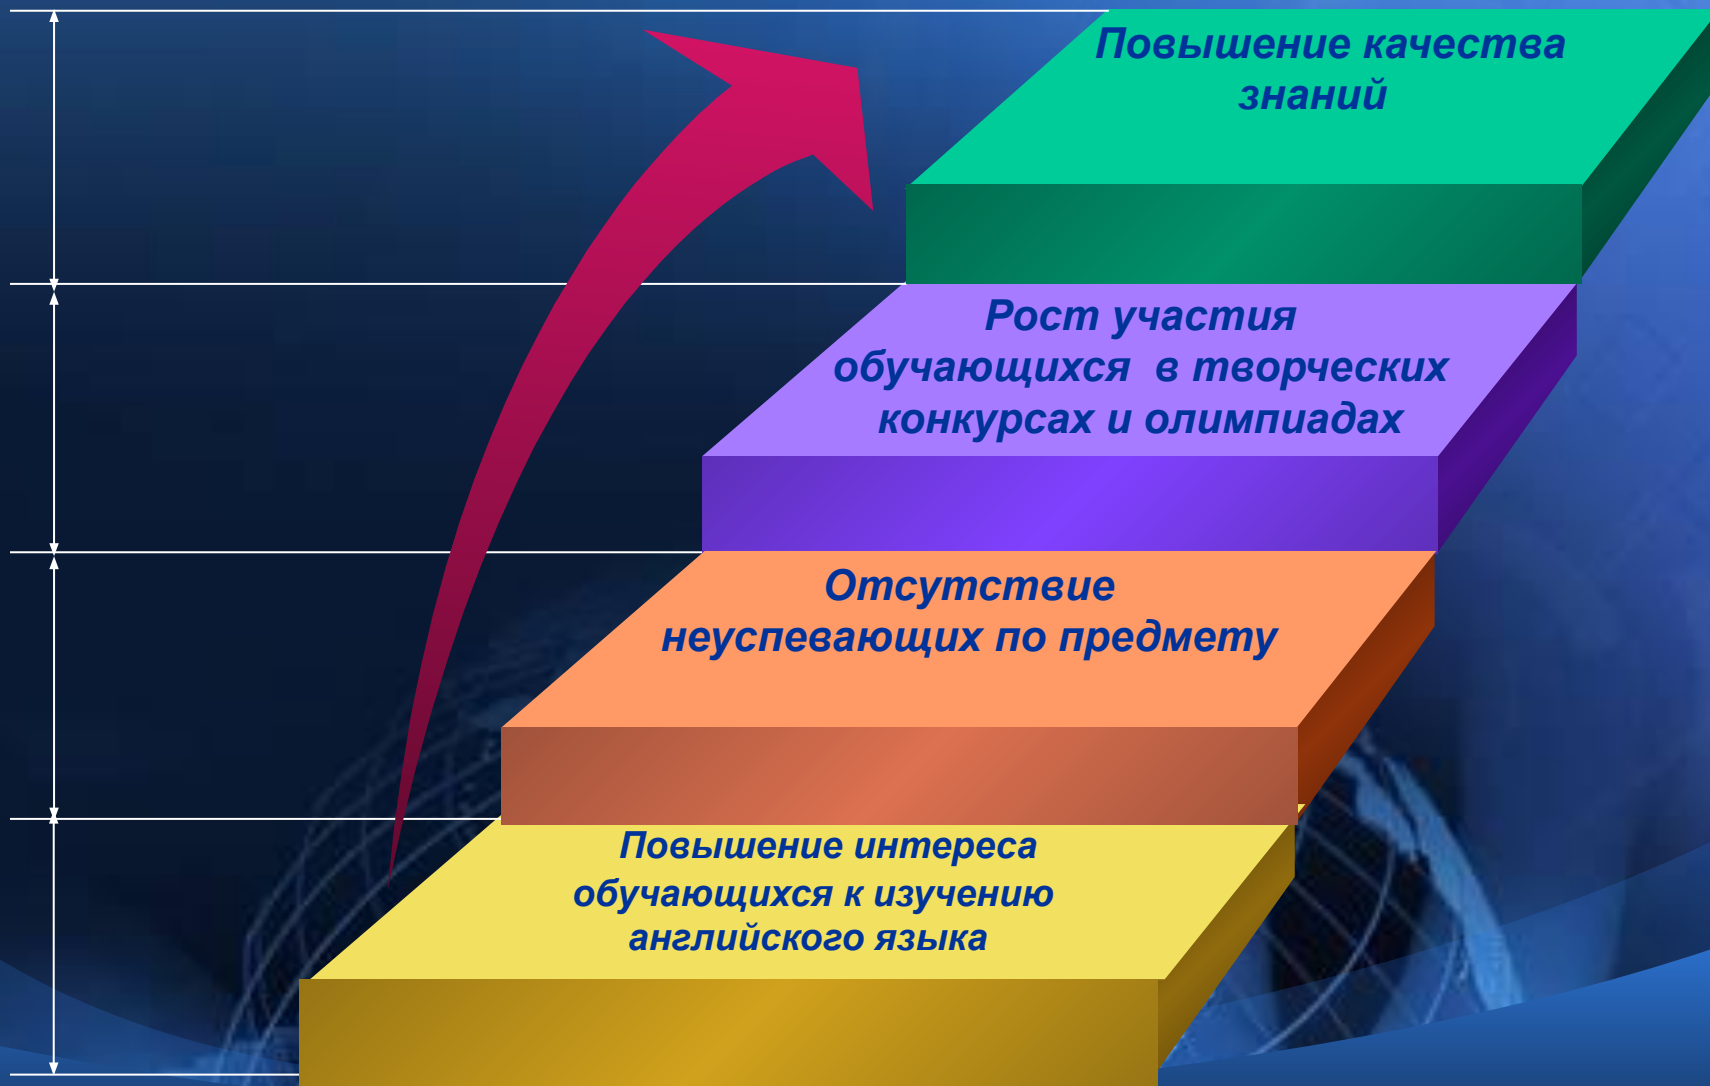 Повышение качества
знаний
Рост участия
обучающихся в творческих
конкурсах и олимпиадах
Отсутствие
неуспевающих по предмету
Повышение интереса
обучающихся к изучению
английского языка